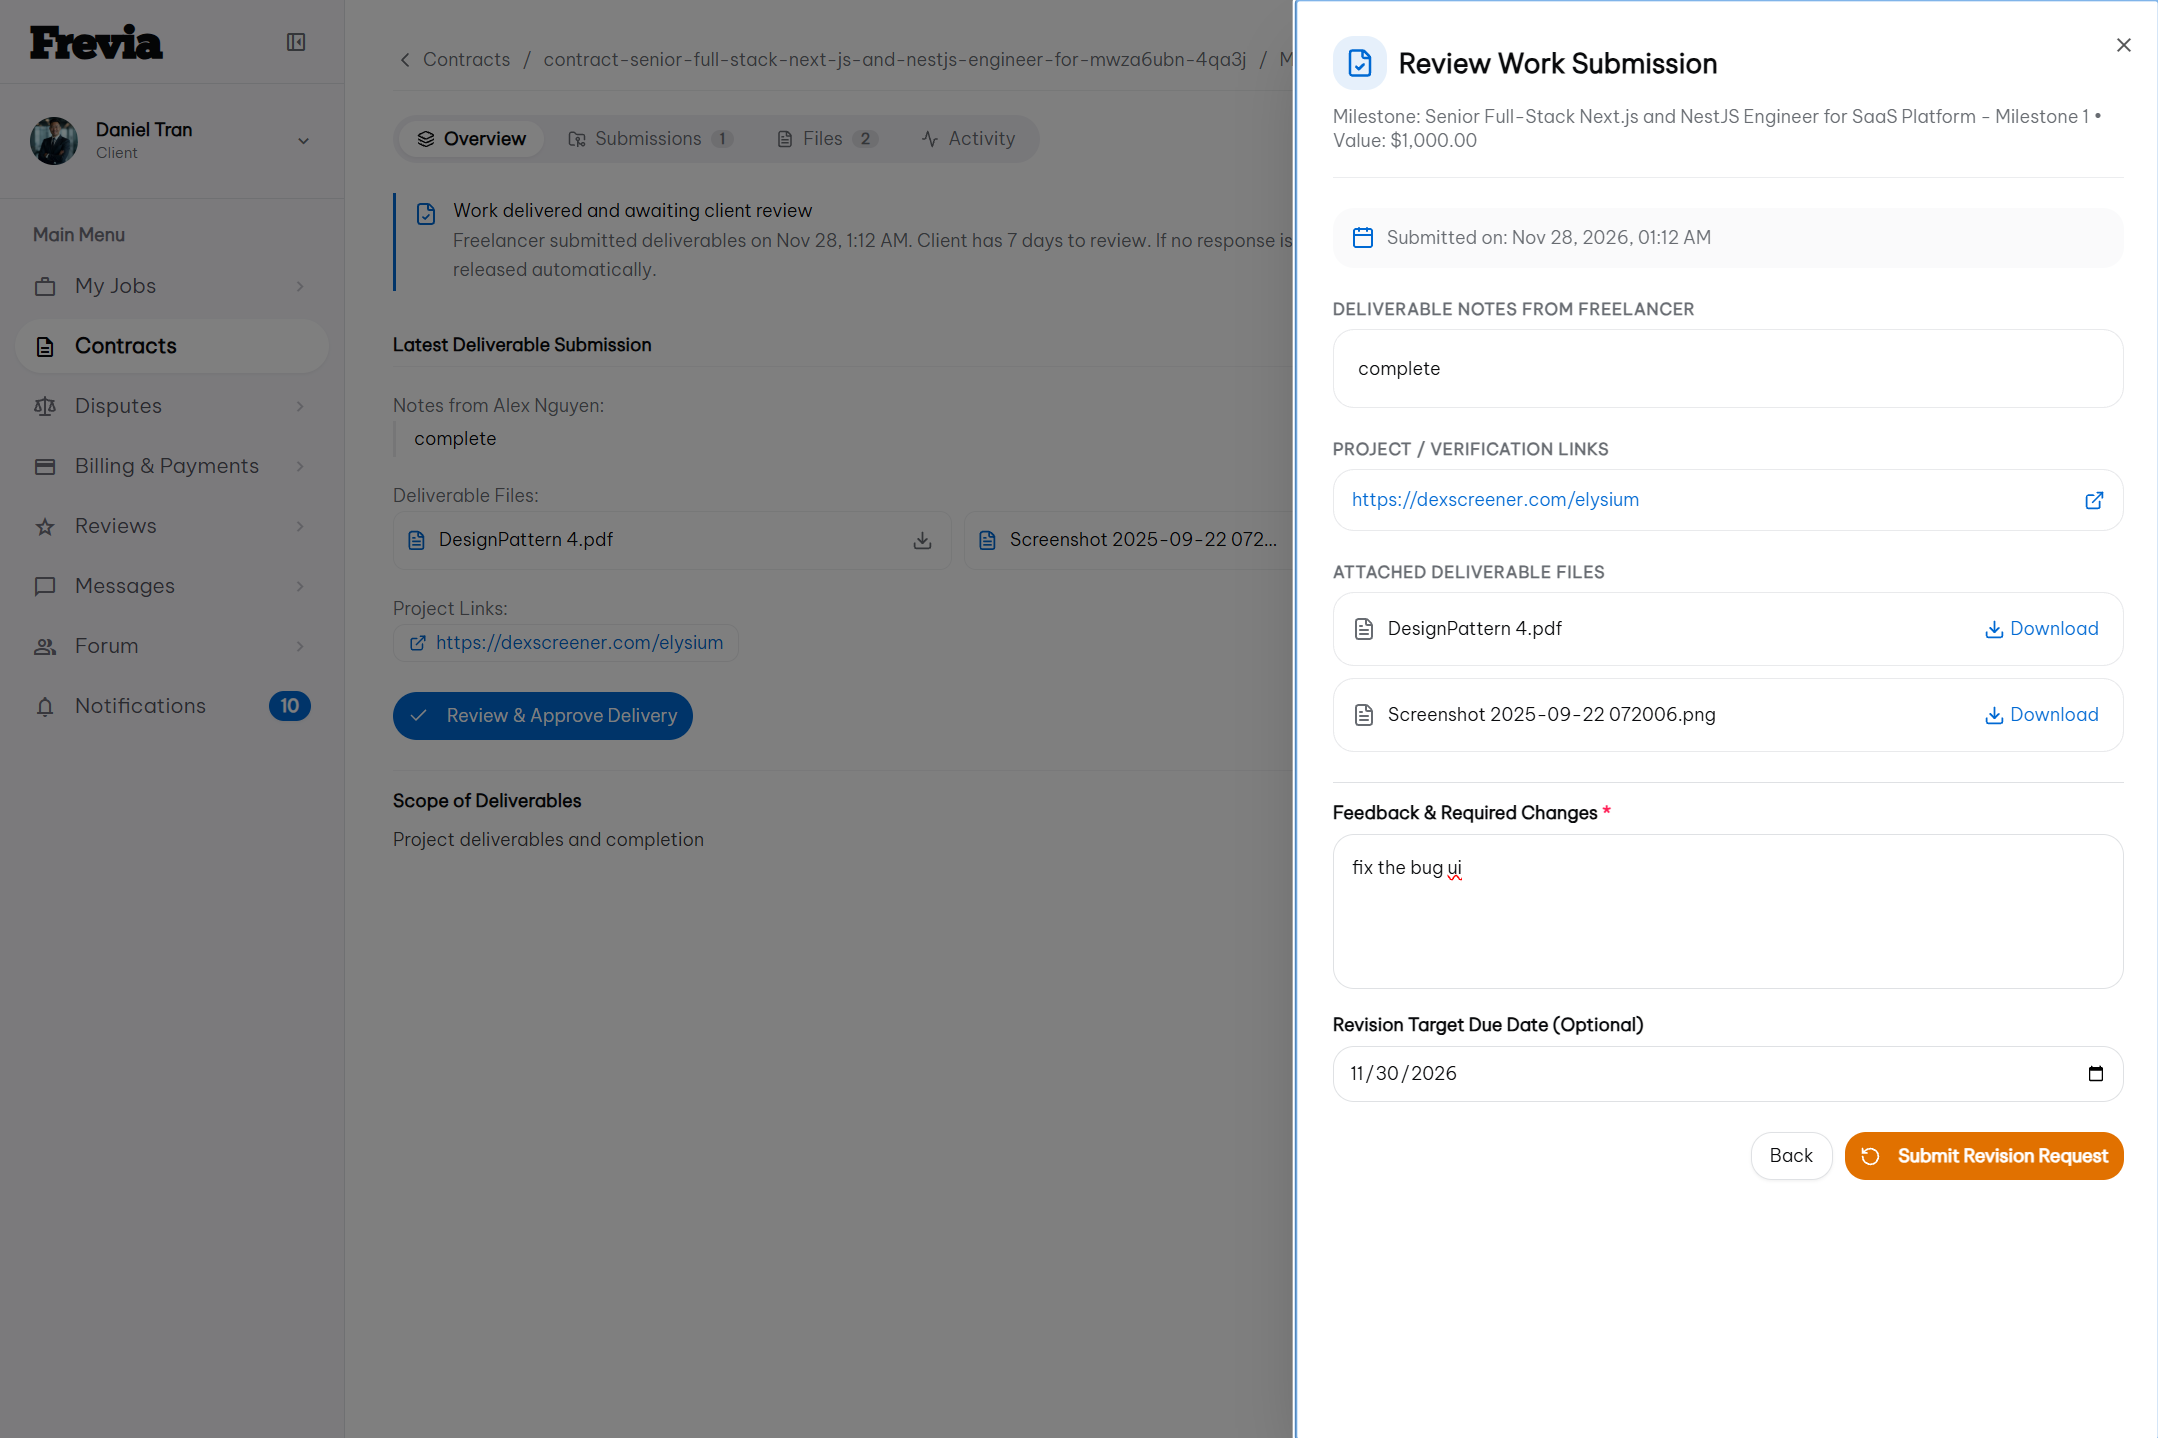 Frevia
Daniel Tran
Client
Main Menu
My Jobs
Contracts
Disputes
Billing & Payments
Reviews
Messages
Forum
Notifications 10
Contracts / contract-senior-full-stack-next-js-and-nestjs-engineer-for-mwza6ubn-4qa3j / M
Overview Submissions 1 Files 2 Activity
Work delivered and awaiting client review
Freelancer submitted deliverables on Nov 28, 1:12 AM. Client has 7 days to review. If no response is
released automatically.
Latest Deliverable Submission
Notes from Alex Nguyen:
complete
Deliverable Files:
DesignPattern 4.pdf
Screenshot 2025-09-22 072...
Project Links:
https://dexscreener.com/elysium
Review & Approve Delivery
Scope of Deliverables
Project deliverables and completion
Review Work Submission
Milestone: Senior Full-Stack Next.js and NestJS Engineer for SaaS Platform - Milestone 1 •
Value: $1,000.00
Submitted on: Nov 28, 2026, 01:12 AM
DELIVERABLE NOTES FROM FREELANCER
complete
PROJECT / VERIFICATION LINKS
https://dexscreener.com/elysium
ATTACHED DELIVERABLE FILES
DesignPattern 4.pdf Download
Screenshot 2025-09-22 072006.png Download
Feedback & Required Changes *
fix the bug ui
Revision Target Due Date (Optional)
11/30/2026
Back Submit Revision Request